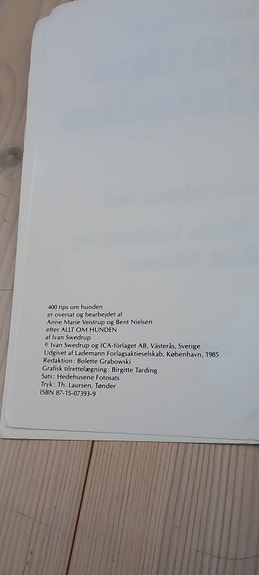 400 tips om hunden
er oversat og bearbejdet af
Anne Marie Veistrup og Bent Nielsen
efter ALLT OM HUNDEN
af Ivan Swedrup
© Ivan Swedrup og ICA-förlaget AB, Västerås, Sverige
Udgivet af Lademann Forlagsaktieselskab, København, 1985
Redaktion: Bolette Grabowski
Grafisk tilrettelægning: Birgitte Tarding
Sats: Hedehusene Fotosats
Tryk: Th. Laursen, Tønder
ISBN 87-15-07393-9